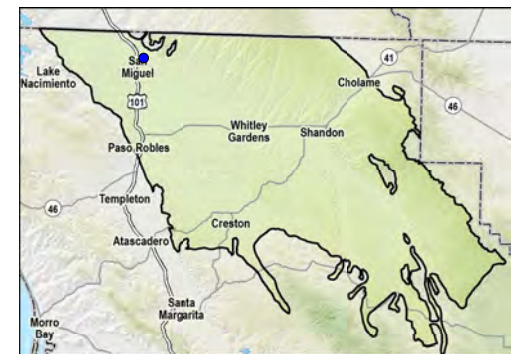 41
San
Miguel
Lake
Nacimiento
Cholame
101
46
Whitley
Gardens
Shandon
Paso Robles
Templeton
46
Creston
Atascadero
Santa
Margarita
Morro
Bay